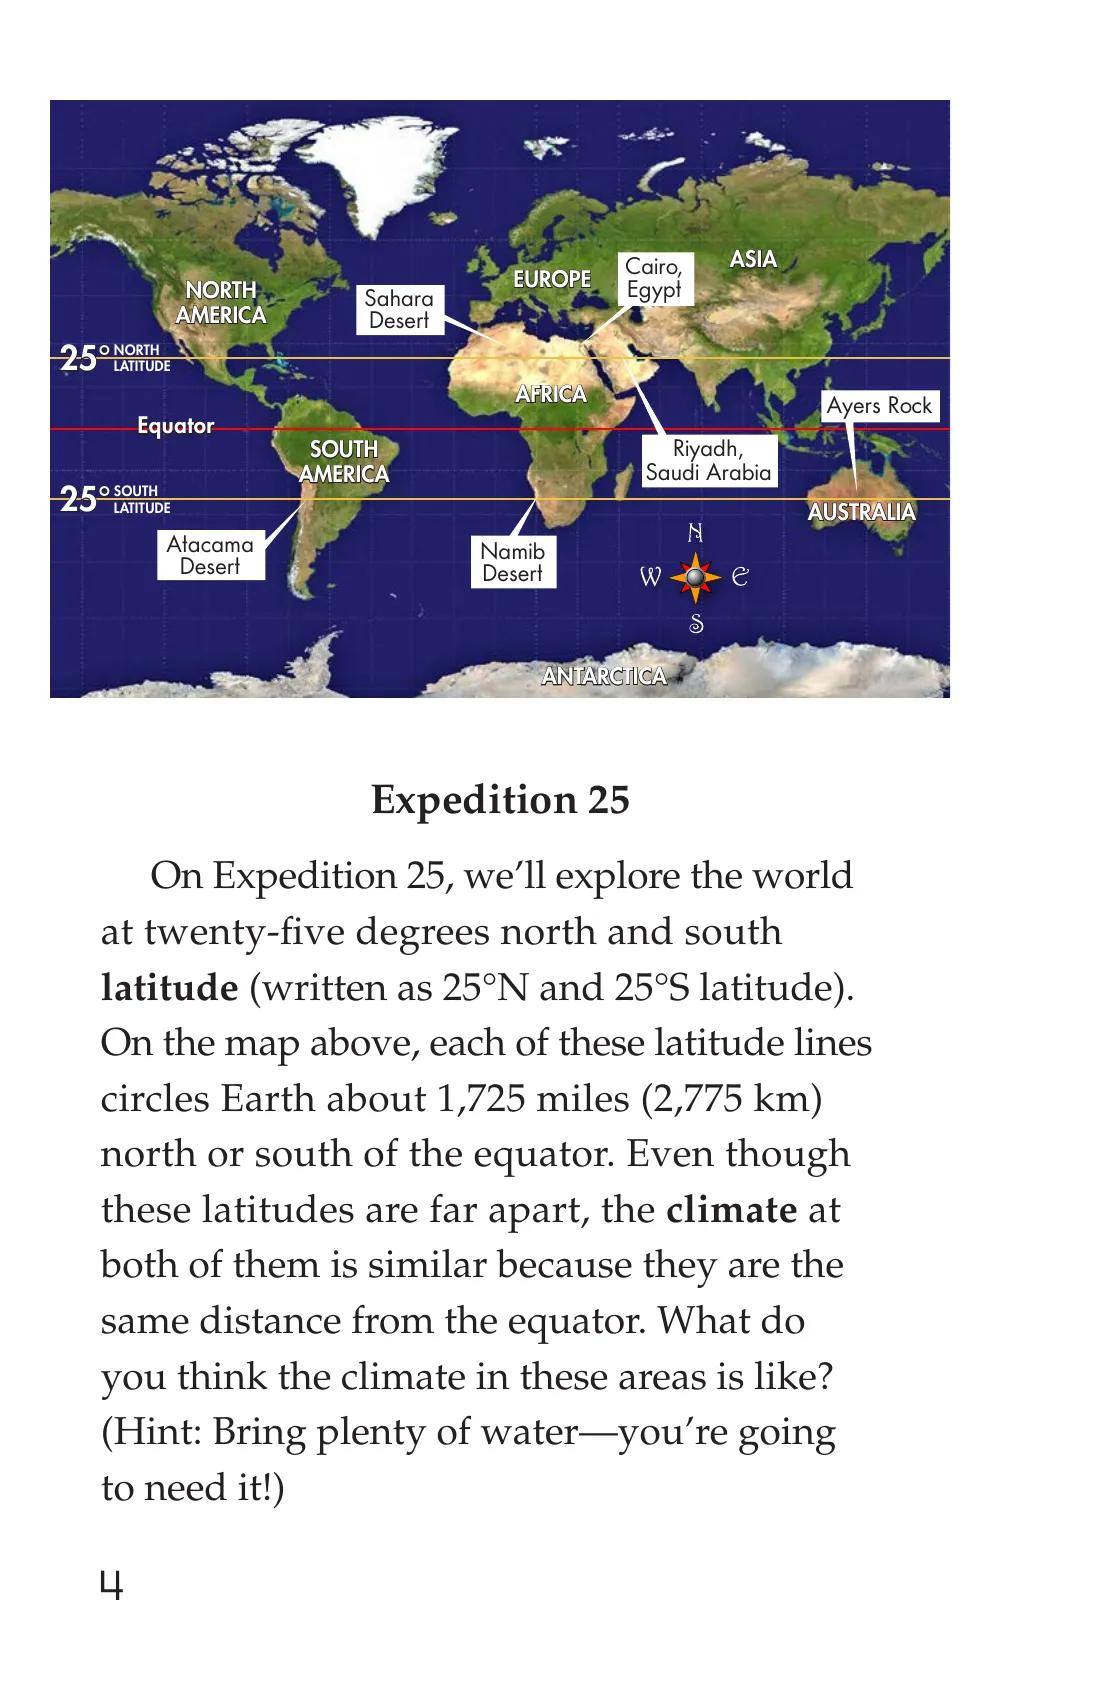 ASIA
Cairo,
Egypt
EUROPE
NORTH
AMERICA
Sahara
Desert
25° NORTH
LATITUDE
AFRICA
Ayers Rock
Equator
SOUTH
AMERICA
Riyadh,
Saudi Arabia
25° SOUTH
LATITUDE
AUSTRALIA
Atacama
Desert
Namib
Desert
N
W E
S
ANTARCTICA
Expedition 25
On Expedition 25, we’ll explore the world
at twenty-five degrees north and south
latitude (written as 25°N and 25°S latitude).
On the map above, each of these latitude lines
circles Earth about 1,725 miles (2,775 km)
north or south of the equator. Even though
these latitudes are far apart, the climate at
both of them is similar because they are the
same distance from the equator. What do
you think the climate in these areas is like?
(Hint: Bring plenty of water—you’re going
to need it!)
4